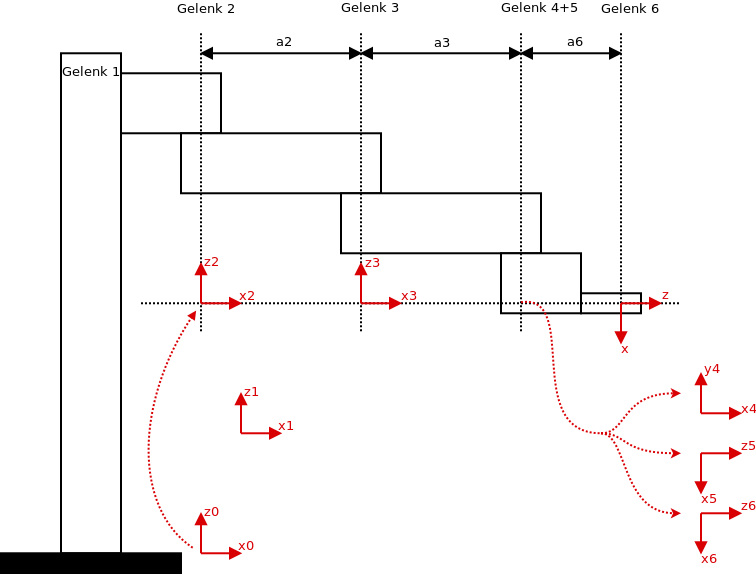 Gelenk 2
Gelenk 3
Gelenk 4+5
Gelenk 6
a2
a3
a6
Gelenk 1
z2
x2
z3
x3
z
x
z1
x1
y4
x4
z5
x5
z0
x0
z6
x6